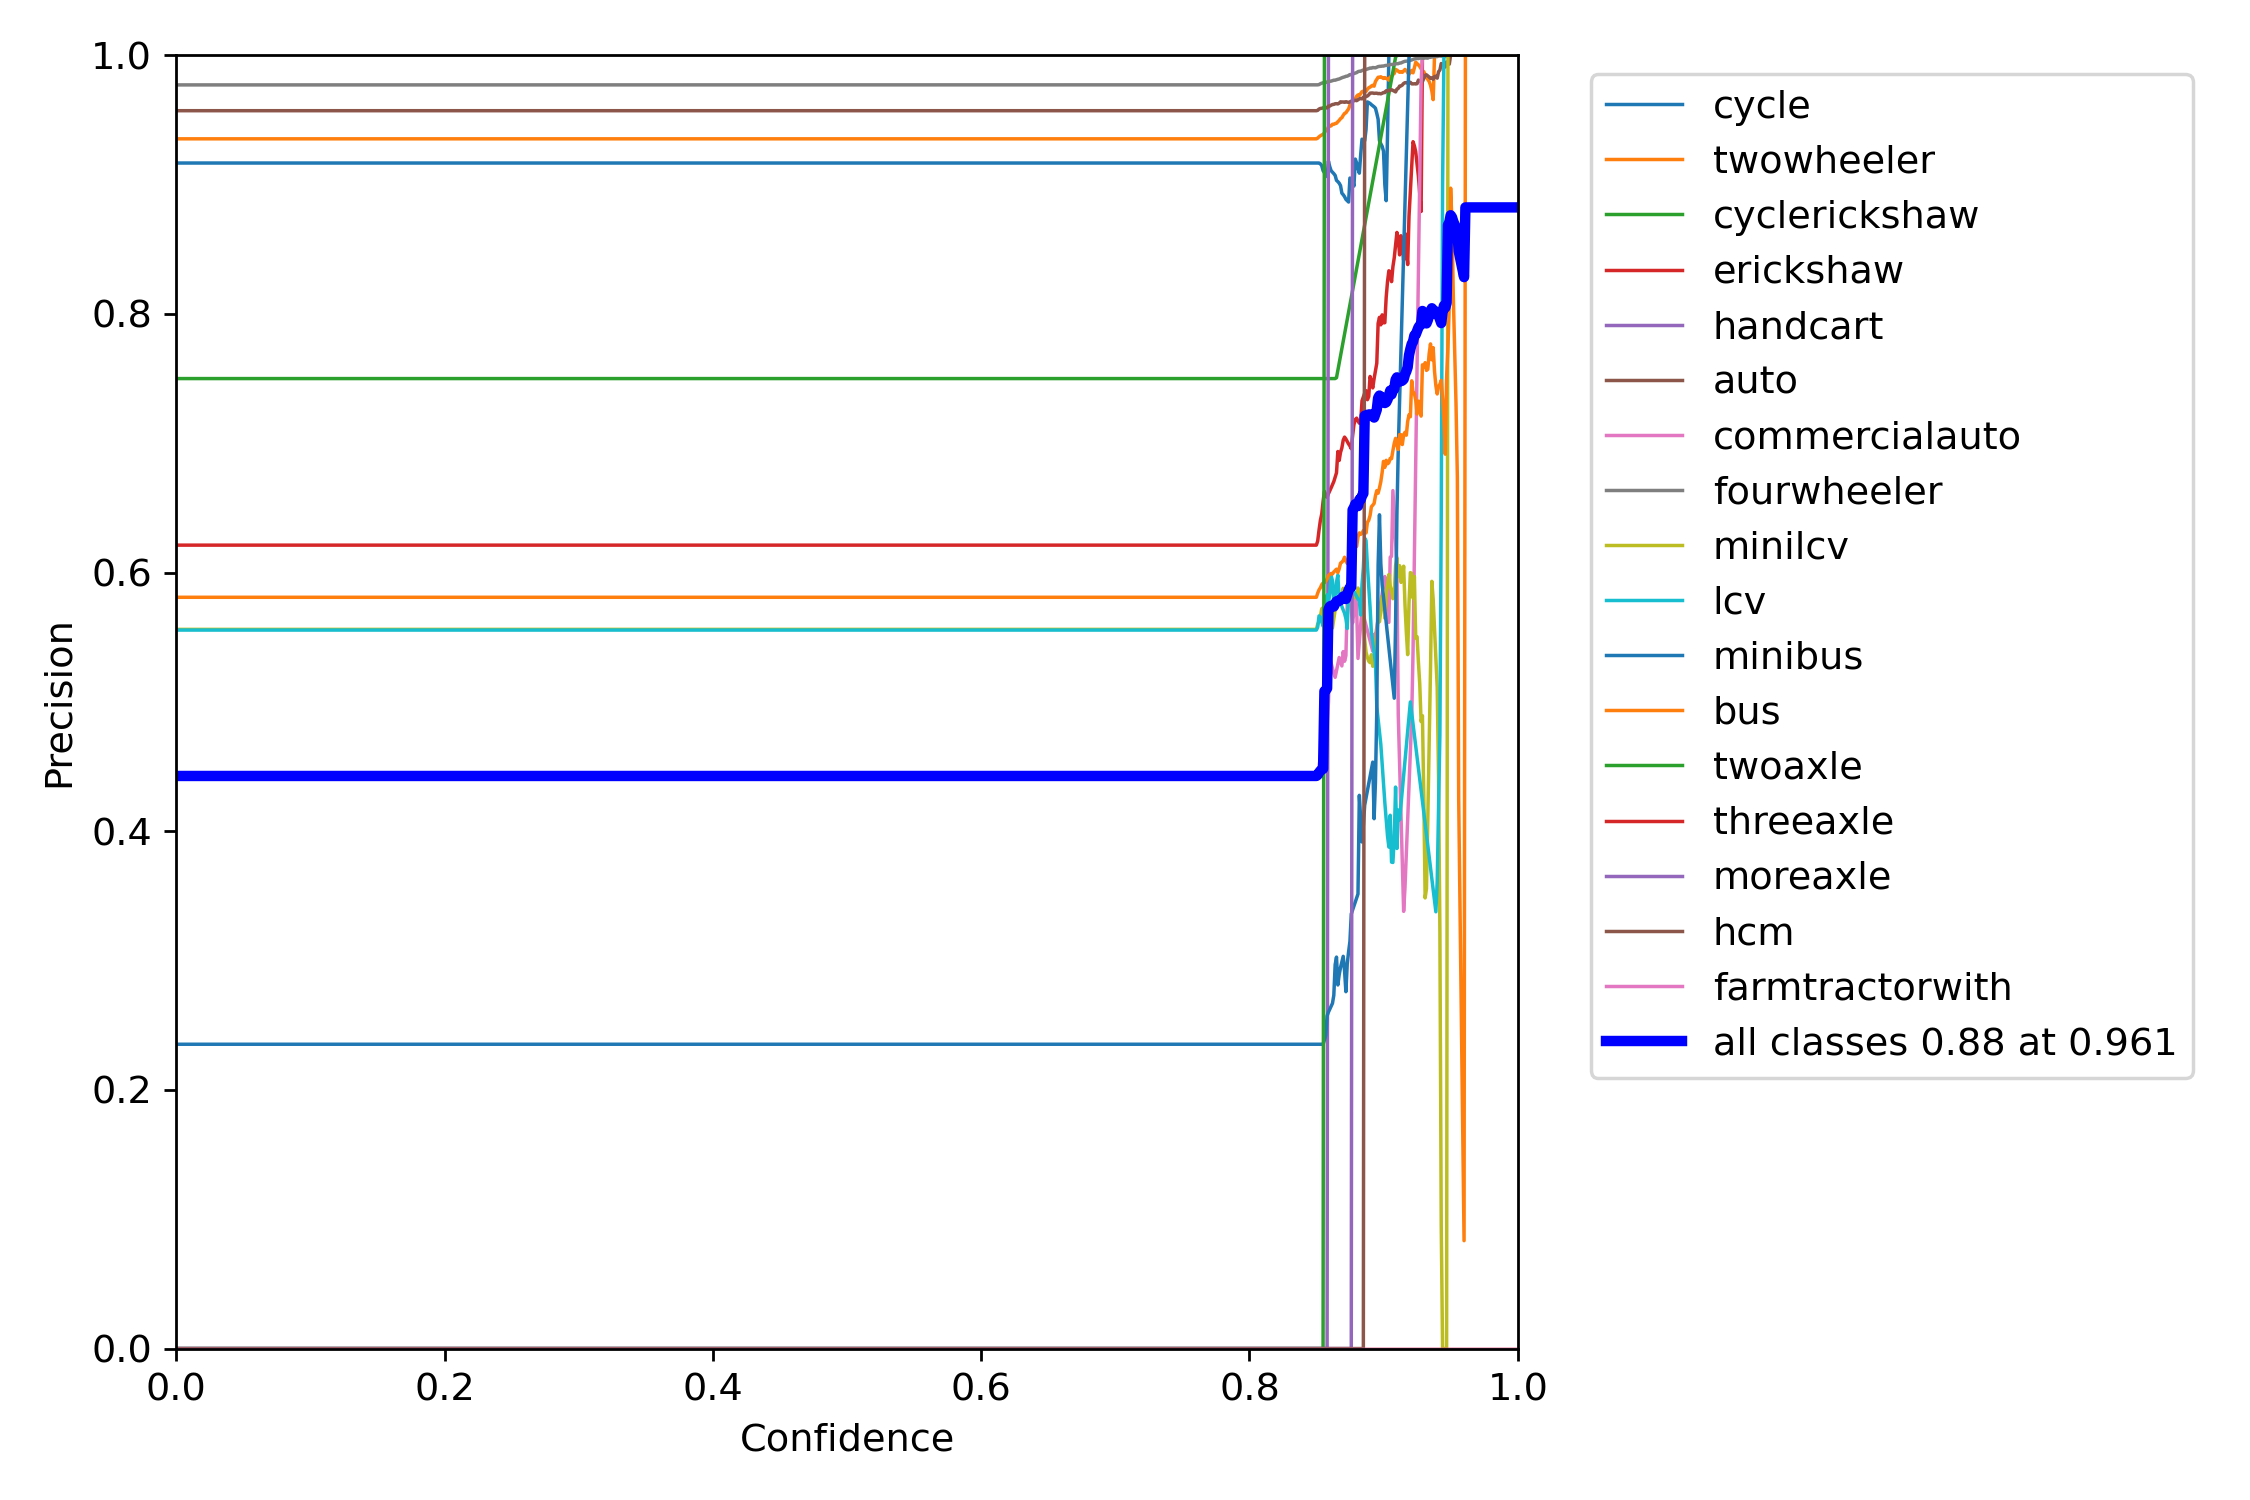 1.0
0.8
0.6
0.4
0.2
0.0
Precision
0.0 0.2 0.4 0.6 0.8 1.0
Confidence
cycle
twowheeler
cyclerickshaw
erickshaw
handcart
auto
commercialauto
fourwheeler
minilcv
lcv
minibus
bus
twoaxle
threeaxle
moreaxle
hcm
farmtractorwith
all classes 0.88 at 0.961